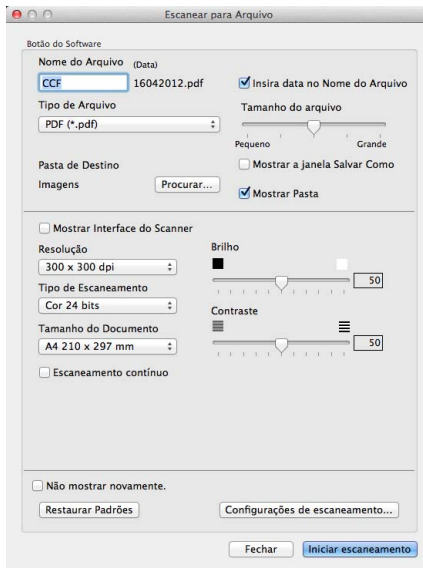 Escanear para Arquivo
Botão do Software
Nome do Arquivo (Data)
CCF 16042012.pdf
Insira data no Nome do Arquivo
Tipo de Arquivo
Tamanho do arquivo
PDF (*.pdf)
Pequeno Grande
Pasta de Destino
Mostrar a janela Salvar Como
Imagens Procurar...
Mostrar Pasta
Mostrar Interface do Scanner
Resolução
Brilho
300 x 300 dpi
50
Tipo de Escaneamento
Cor 24 bits
Contraste
Tamanho do Documento
A4 210 x 297 mm
50
Escaneamento contínuo
Não mostrar novamente.
Restaurar Padrões
Configurações de escaneamento...
Fechar
Iniciar escaneamento